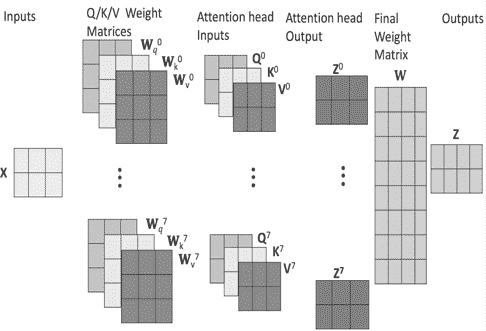 Inputs
Q/K/V Weight
Matrices
Attention head
Inputs
Attention head
Output
Final
Weight
Matrix
Outputs
W_q^0
W_k^0
W_v^0
Q^0
K^0
V^0
Z^0
W
Z
X
W_q^7
W_k^7
W_v^7
Q^7
K^7
V^7
Z^7